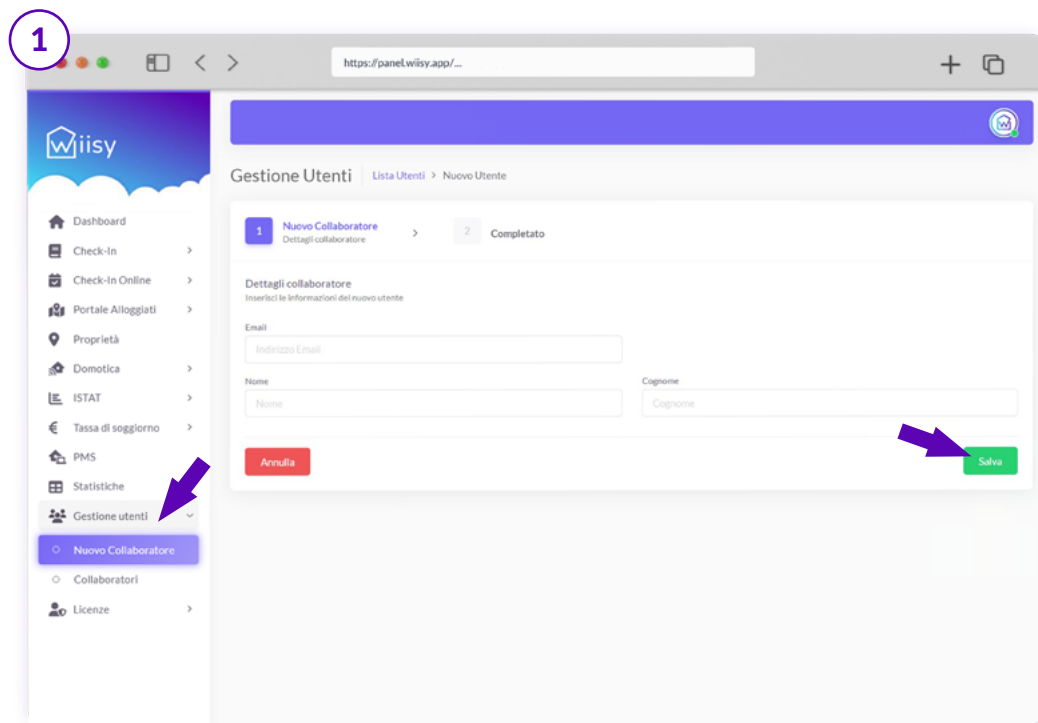 1
https://panel.wiisy.app/...
Wiisy
Gestione Utenti Lista Utenti > Nuovo Utente
Dashboard
Check-In
Check-In Online
Portale Alloggiati
Proprietà
Domotica
ISTAT
Tassa di soggiorno
PMS
Statistiche
Gestione utenti
Nuovo Collaboratore
Collaboratori
Licenze
1 Nuovo Collaboratore > 2 Completato
Dettagli collaboratore
Dettagli collaboratore
Inserisci le informazioni del nuovo utente
Email
Indirizzo Email
Nome Cognome
Nome Cognome
Annulla Salva